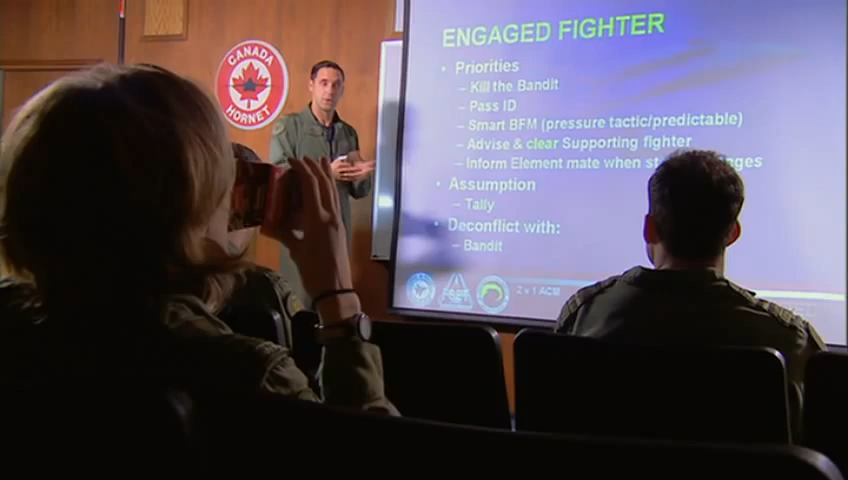 ENGAGED FIGHTER
CANADA
HORNET
• Priorities
– Kill the Bandit
– Pass ID
– Smart BFM (pressure tactic/predictable)
– Advise & clear Supporting fighter
– Inform Element mate when
• Assumption
– Tally
• Deconflict with:
– Bandit
2 v 1 ACM